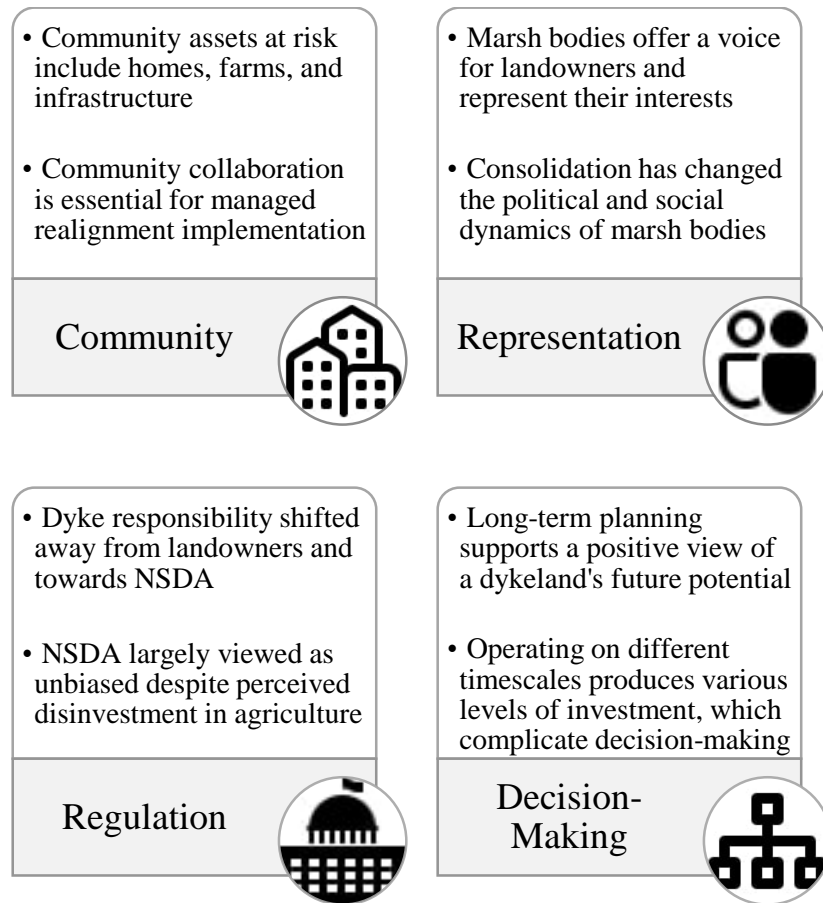 • Community assets at risk
include homes, farms, and
infrastructure
• Community collaboration
is essential for managed
realignment implementation
Community
• Marsh bodies offer a voice
for landowners and
represent their interests
• Consolidation has changed
the political and social
dynamics of marsh bodies
Representation
• Dyke responsibility shifted
away from landowners and
towards NSDA
• NSDA largely viewed as
unbiased despite perceived
disinvestment in agriculture
Regulation
• Long-term planning
supports a positive view of
a dykeland's future potential
• Operating on different
timescales produces various
levels of investment, which
complicate decision-making
Decision-
Making